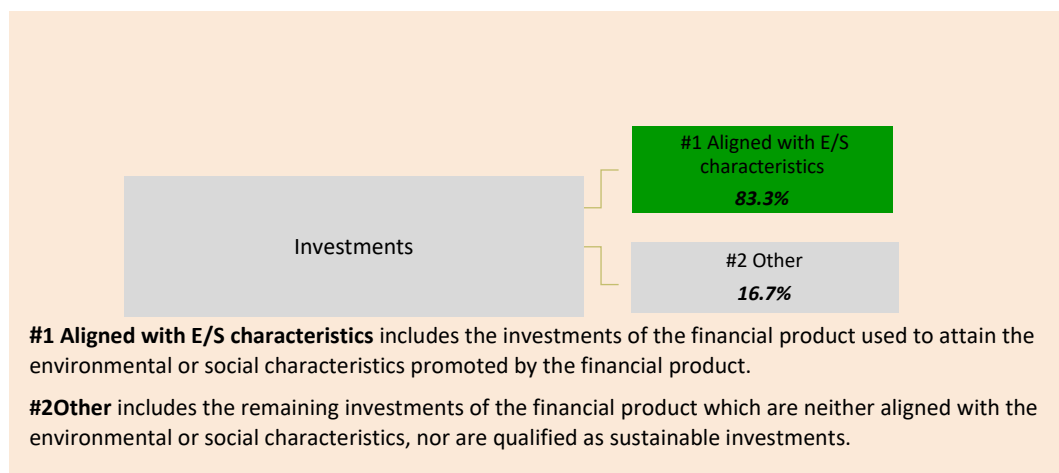 #1 Aligned with E/S
characteristics
83.3%
Investments
#2 Other
16.7%
#1 Aligned with E/S characteristics includes the investments of the financial product used to attain the
environmental or social characteristics promoted by the financial product.
#2Other includes the remaining investments of the financial product which are neither aligned with the
environmental or social characteristics, nor are qualified as sustainable investments.